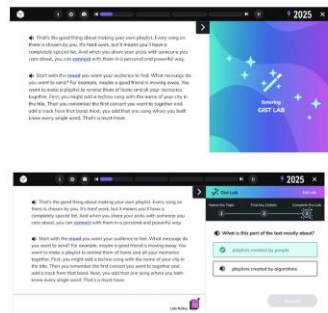 2025
That's the good thing about making your own playlist. Every song on
there is chosen by you. It's hard work, but it means you'll have a
completely special list. And when you share your picks with someone you
care about, you can connect with them in a personal and powerful way.
Start with the mood you want your audience to feel. What message do
you want to send? For example, maybe a good friend is moving away. You
want to make a playlist to remind them of home and all your memories
together. First, you might add a techno song with the name of your city in
the title. Then you remember the first concert you went to together and
add a track from that band. Next, you add that one song where you both
know every single word. That's a must-have.
Entering
GIST LAB
2025
That's the good thing about making your own playlist. Every song on
there is chosen by you. It's hard work, but it means you'll have a
completely special list. And when you share your picks with someone you
care about, you can connect with them in a personal and powerful way.
Start with the mood you want your audience to feel. What message do
you want to send? For example, maybe a good friend is moving away. You
want to make a playlist to remind them of home and all your memories
together. First, you might add a techno song with the name of your city in
the title. Then you remember the first concert you went to together and
add a track from that band. Next, you add that one song where you both
know every single word. That's a must-have.
Lab Notes
Gist Lab
Name the Topic
Find Key Details
Complete the Lab
1
2
3
What is this part of the text mostly about?
playlists created by people
playlists created by algorithms